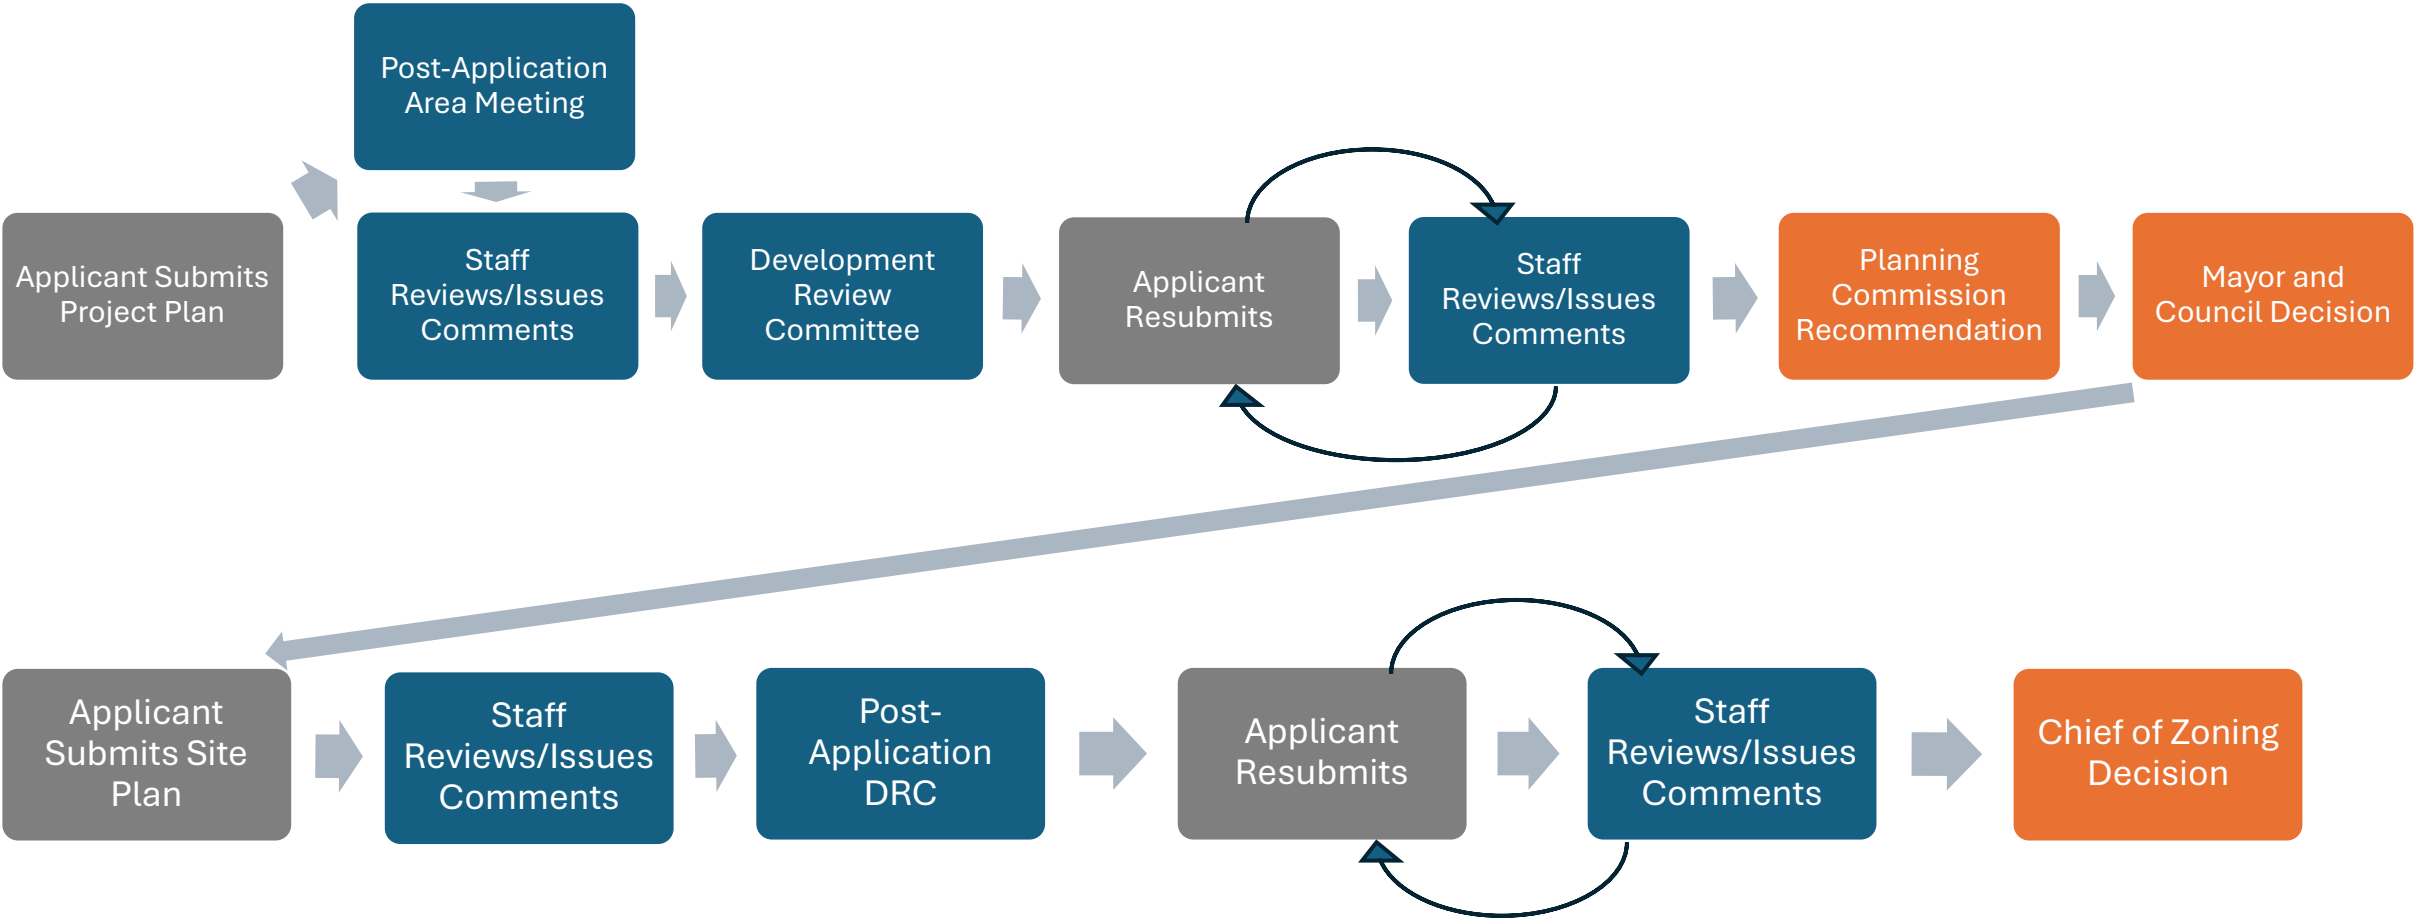 Post-Application
Area Meeting
Applicant Submits
Project Plan
Staff
Reviews/Issues
Comments
Development
Review
Committee
Applicant
Resubmits
Staff
Reviews/Issues
Comments
Planning
Commission
Recommendation
Mayor and
Council Decision
Applicant
Submits Site
Plan
Staff
Reviews/Issues
Comments
Post-
Application
DRC
Applicant
Resubmits
Staff
Reviews/Issues
Comments
Chief of Zoning
Decision